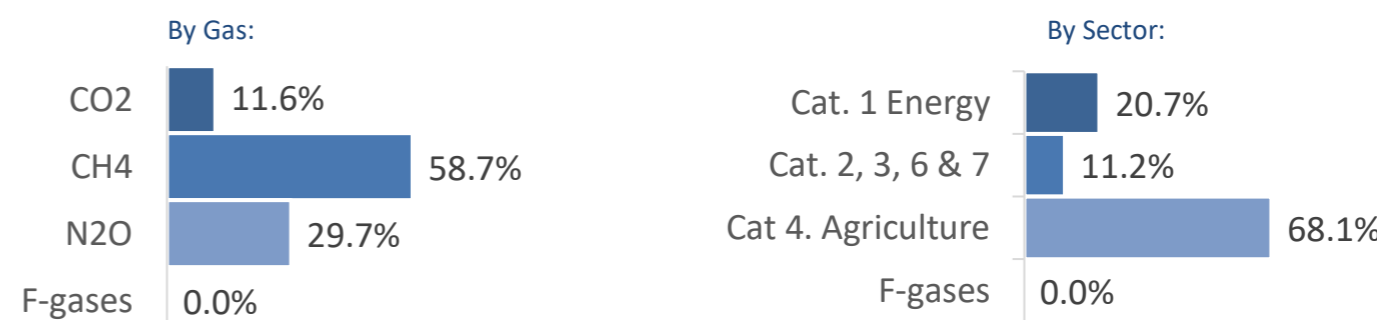 By Gas:
CO2 11.6%
CH4 58.7%
N2O 29.7%
F-gases 0.0%
By Sector:
Cat. 1 Energy 20.7%
Cat. 2, 3, 6 & 7 11.2%
Cat 4. Agriculture 68.1%
F-gases 0.0%